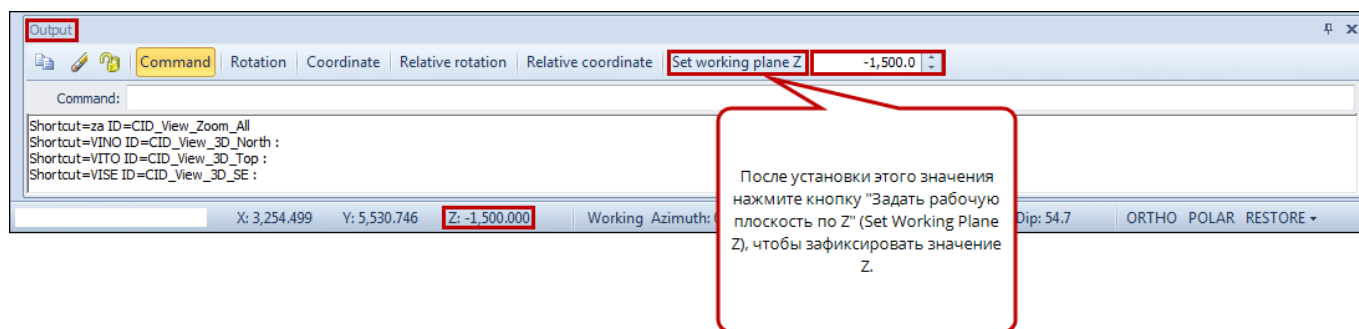 Output
Command Rotation Coordinate Relative rotation Relative coordinate Set working plane Z -1,500.0
Command:
Shortcut=za ID=CID_View_Zoom_All
Shortcut=VINO ID=CID_View_3D_North :
Shortcut=VITO ID=CID_View_3D_Top :
Shortcut=VISE ID=CID_View_3D_SE :
После установки этого значения
нажмите кнопку "Задать рабочую
плоскость по Z" (Set Working Plane
Z), чтобы зафиксировать значение
Z.
X: 3,254.499 Y: 5,530.746 Z: -1,500.000 Working Azimuth: Dip: 54.7 ORTHO POLAR RESTORE